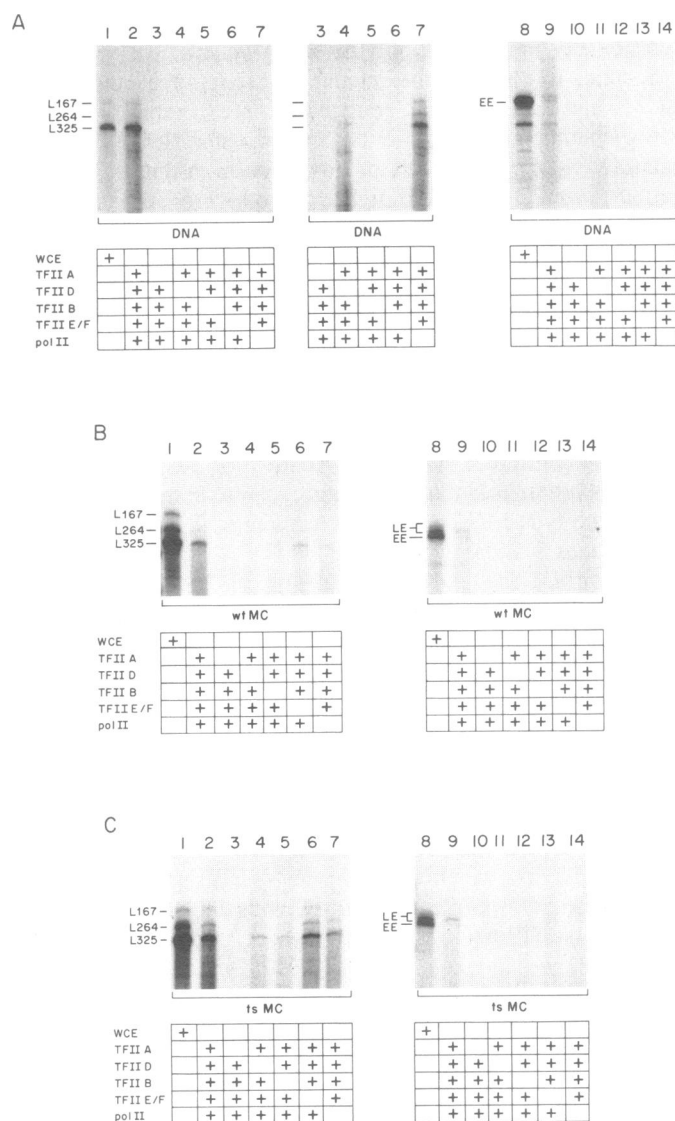 A
1 2 3 4 5 6 7
L167
L264
L325
DNA
WCE +
TFII A + + + + +
TFII D + + + + +
TFII B + + + + +
TFII E/F + + + + +
pol II + + + + +
3 4 5 6 7
DNA
+ + + +
+ + + +
+ + + +
+ + + +
+ + + +
8 9 10 11 12 13 14
EE
DNA
+
+ + + + +
+ + + + +
+ + + + +
+ + + + +
+ + + + +
B
1 2 3 4 5 6 7
L167
L264
L325
wt MC
WCE +
TFII A + + + + +
TFII D + + + + +
TFII B + + + + +
TFII E/F + + + + +
pol II + + + + +
8 9 10 11 12 13 14
LE
EE
wt MC
+
+ + + + +
+ + + + +
+ + + + +
+ + + + +
+ + + + +
C
1 2 3 4 5 6 7
L167
L264
L325
ts MC
WCE +
TFII A + + + + +
TFII D + + + + +
TFII B + + + + +
TFII E/F + + + + +
pol II + + + + +
8 9 10 11 12 13 14
LE
EE
ts MC
+
+ + + + +
+ + + + +
+ + + + +
+ + + + +
+ + + + +